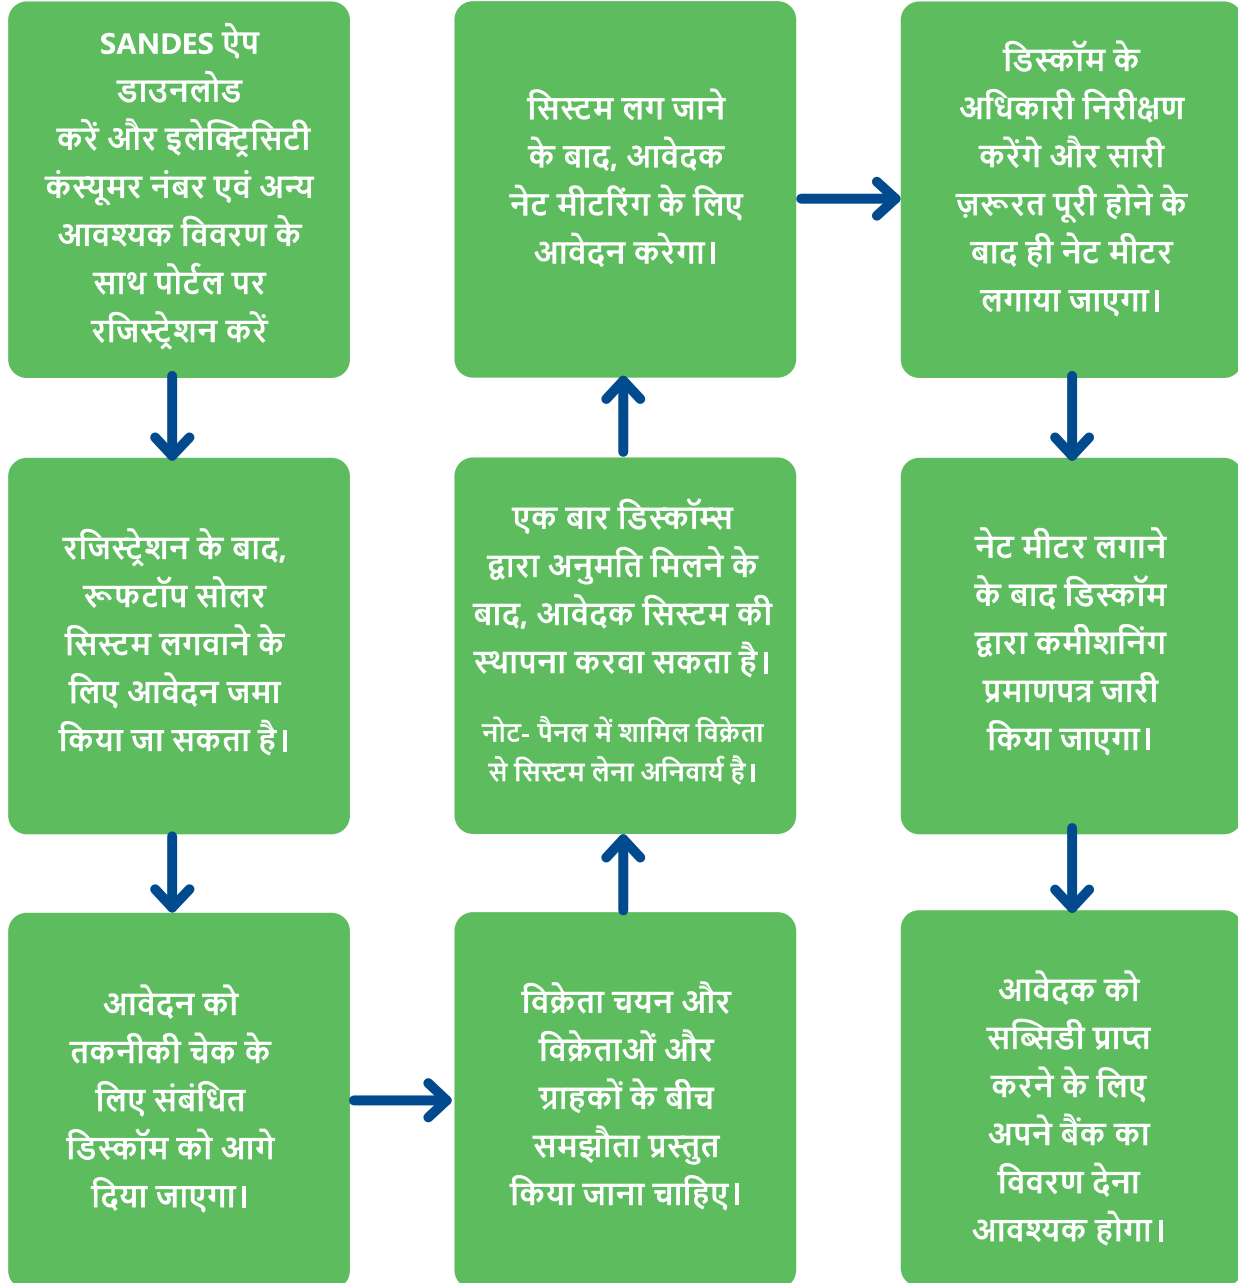 SANDES ऐप
डाउनलोड
करें और इलेक्ट्रिसिटी
कंस्यूमर नंबर एवं अन्य
आवश्यक विवरण के
साथ पोर्टल पर
रजिस्ट्रेशन करें
रजिस्ट्रेशन के बाद,
रूफटॉप सोलर
सिस्टम लगवाने के
लिए आवेदन जमा
किया जा सकता है।
आवेदन को
तकनीकी चेक के
लिए संबंधित
डिस्कॉम को आगे
दिया जाएगा।
विक्रेता चयन और
विक्रेताओं और
ग्राहकों के बीच
समझौता प्रस्तुत
किया जाना चाहिए।
एक बार डिस्कॉम्स
द्वारा अनुमति मिलने के
बाद, आवेदक सिस्टम की
स्थापना करवा सकता है।
नोट- पैनल में शामिल विक्रेता
से सिस्टम लेना अनिवार्य है।
सिस्टम लग जाने
के बाद, आवेदक
नेट मीटरिंग के लिए
आवेदन करेगा।
डिस्कॉम के
अधिकारी निरीक्षण
करेंगे और सारी
ज़रूरत पूरी होने के
बाद ही नेट मीटर
लगाया जाएगा।
नेट मीटर लगाने
के बाद डिस्कॉम
द्वारा कमीशनिंग
प्रमाणपत्र जारी
किया जाएगा।
आवेदक को
सब्सिडी प्राप्त
करने के लिए
अपने बैंक का
विवरण देना
आवश्यक होगा।